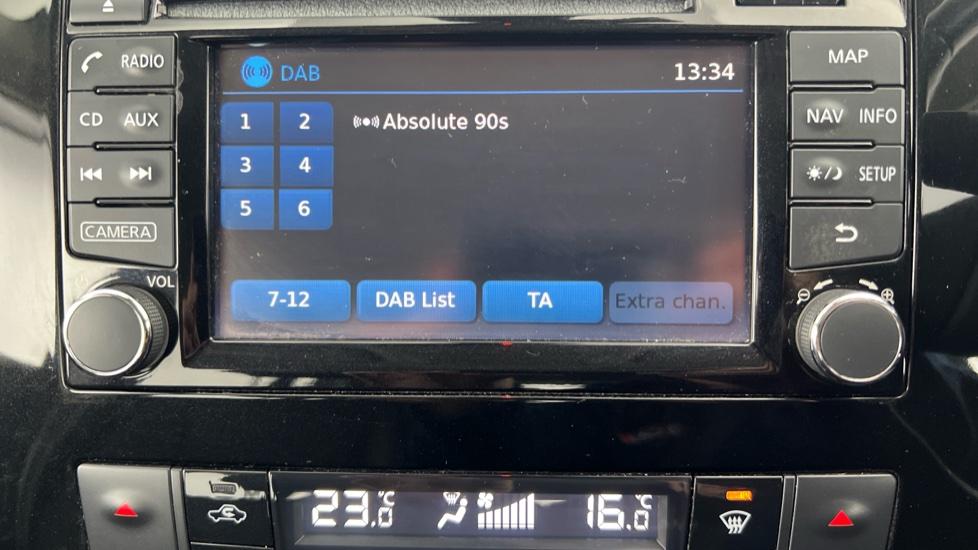 RADIO
CD AUX
CAMERA
VOL
DAB 13:34
1 2 Absolute 90s
3 4
5 6
7-12 DAB List TA Extra chan.
MAP
NAV INFO
SETUP
23.0°C 16.0°C